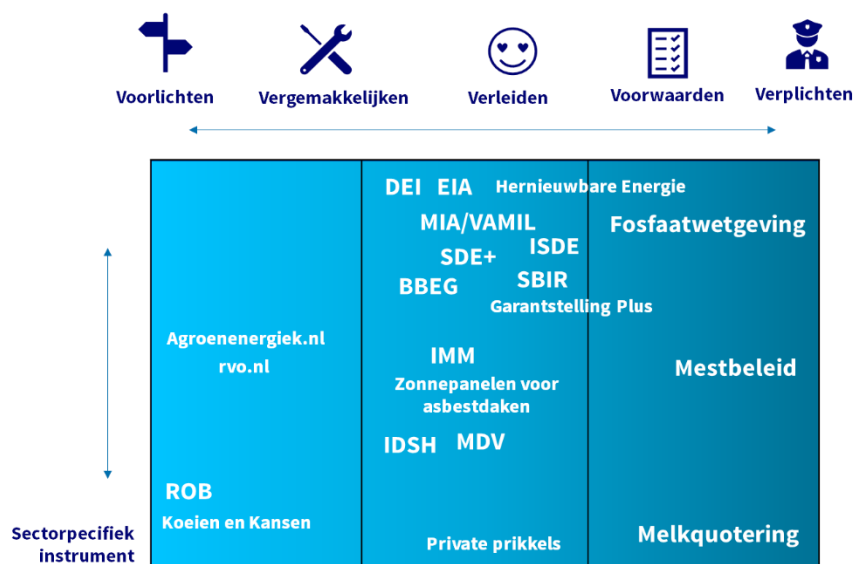 Voorlichten
Vergemakkelijken
Verleiden
Voorwaarden
Verplichten
DEI
EIA
Hernieuwbare Energie
MIA/VAMIL
Fosfaatwetgeving
ISDE
SDE+
SBIR
BBEG
Garantstelling Plus
Agroenenergiek.nl
rvo.nl
IMM
Mestbeleid
Zonnepanelen voor
asbestdaken
IDSH
MDV
ROB
Koeien en Kansen
Sectorpecifiek
instrument
Private prikkels
Melkquotering